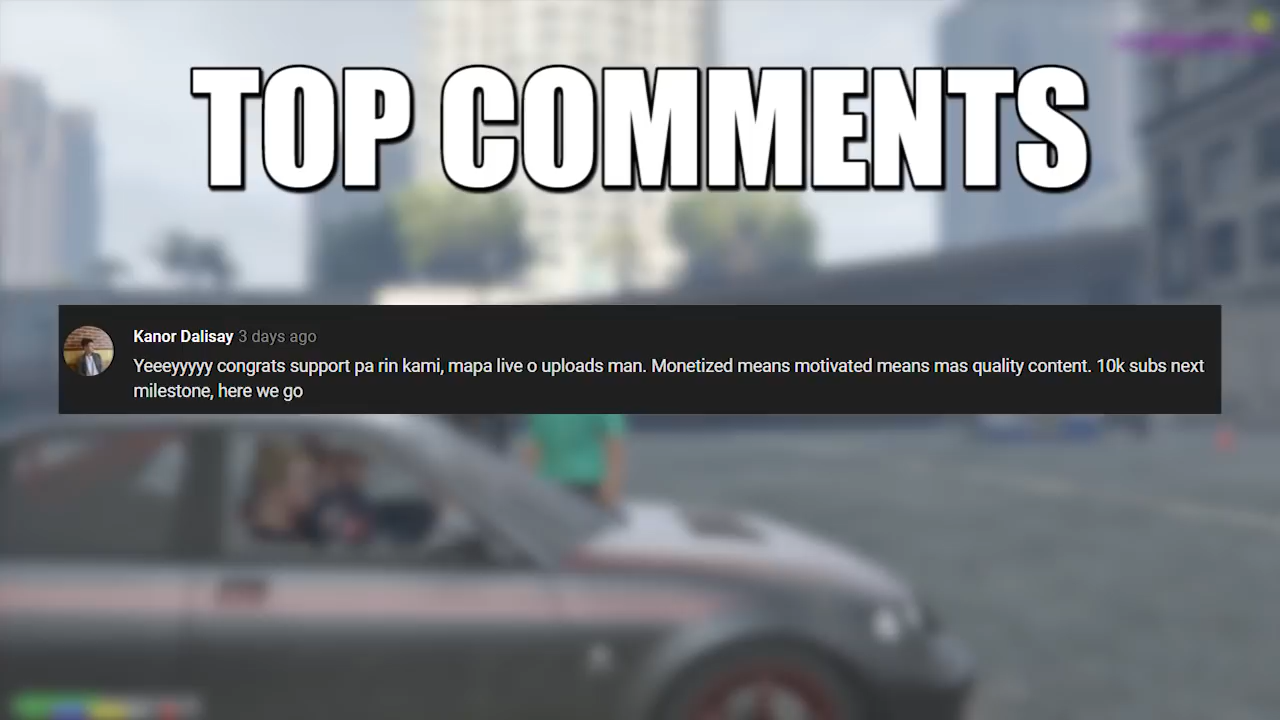 TOP COMMENTS
Kanor Dalisay 3 days ago
Yeeeyyyyy congrats support pa rin kami, mapa live o uploads man. Monetized means motivated means mas quality content. 10k subs next
milestone, here we go